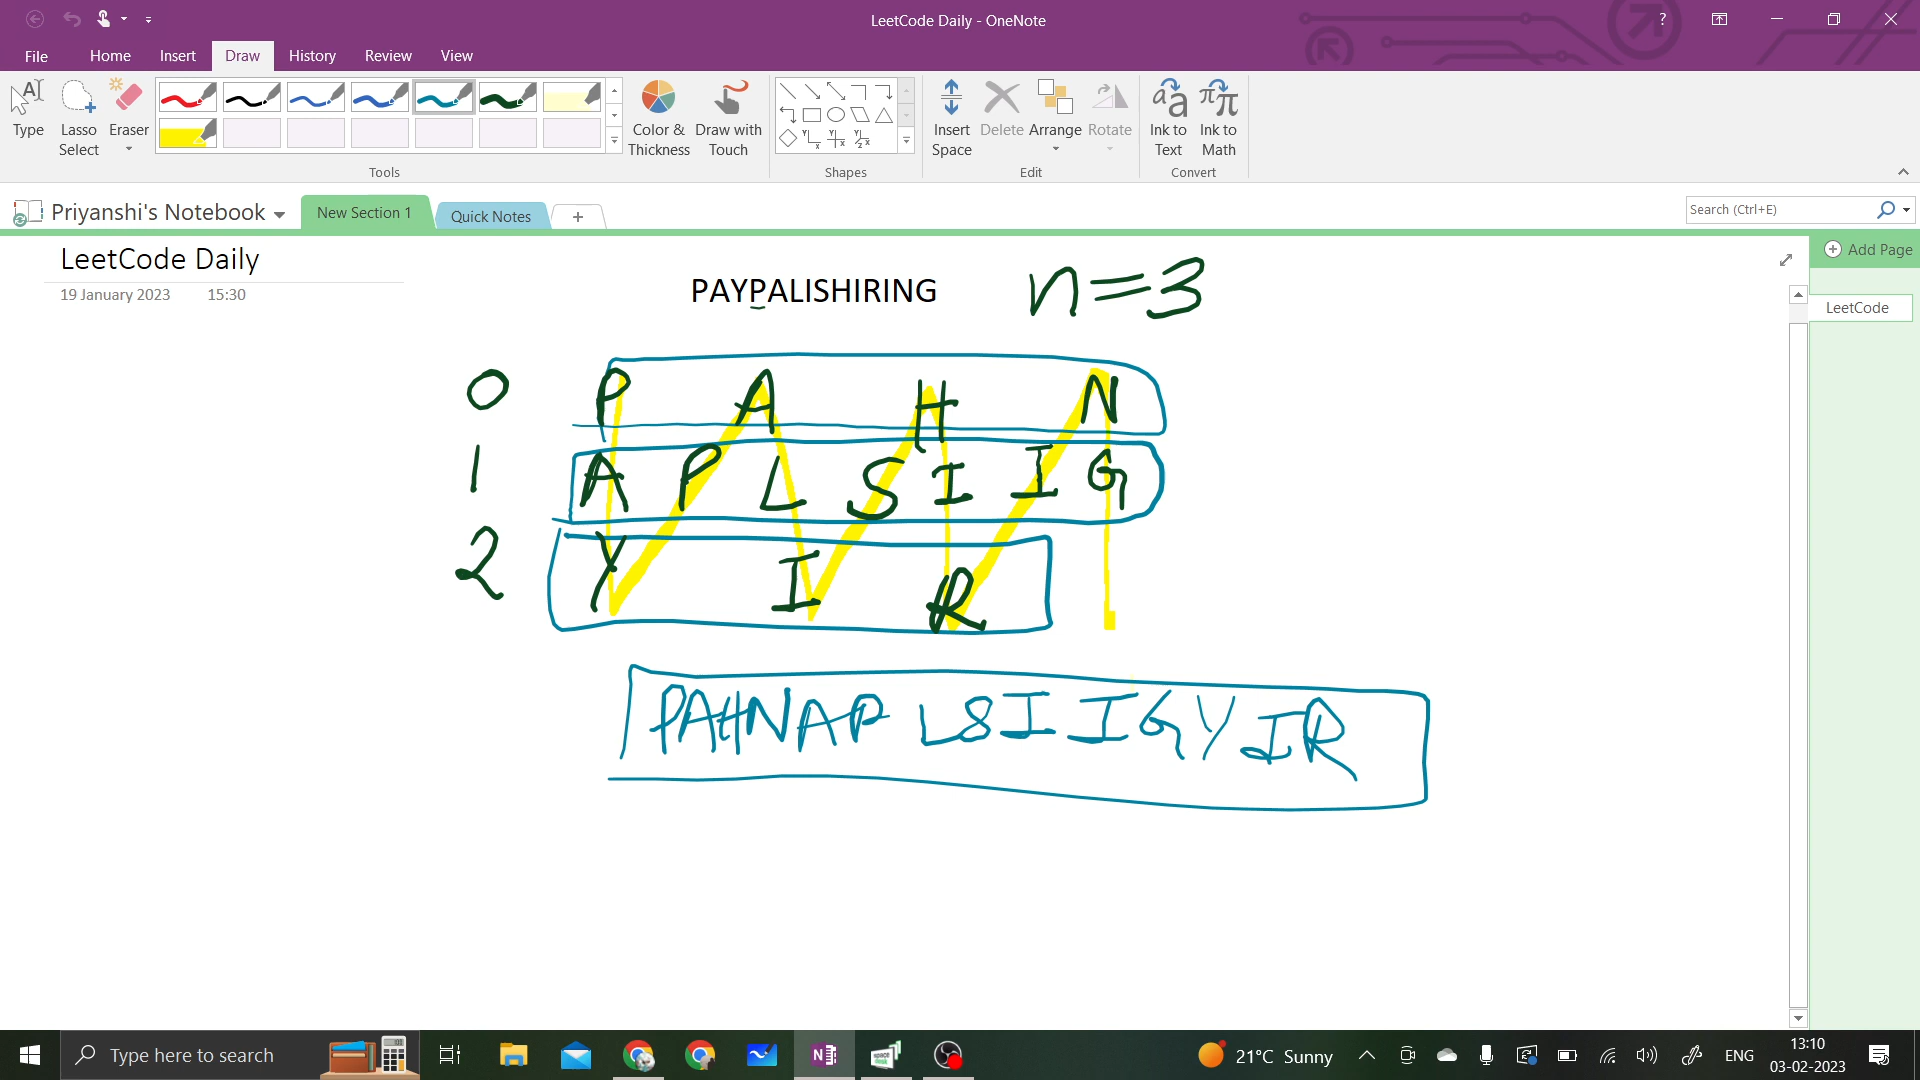 LeetCode Daily - OneNote
?
File Home Insert Draw History Review View
Type
Lasso Select
Eraser
Color & Thickness
Draw with Touch
Insert Space
Delete
Arrange
Rotate
Ink to Text
Ink to Math
Tools
Shapes
Edit
Convert
Priyanshi's Notebook
New Section 1
Quick Notes
+
Search (Ctrl+E)
LeetCode Daily
19 January 2023 15:30
Add Page
LeetCode
PAYPALISHIRING n=3
0 P A H N
1 A P L S I I G
2 Y I R
PAHNAPLSIIGYIR
Type here to search
21°C Sunny
ENG
13:10
03-02-2023